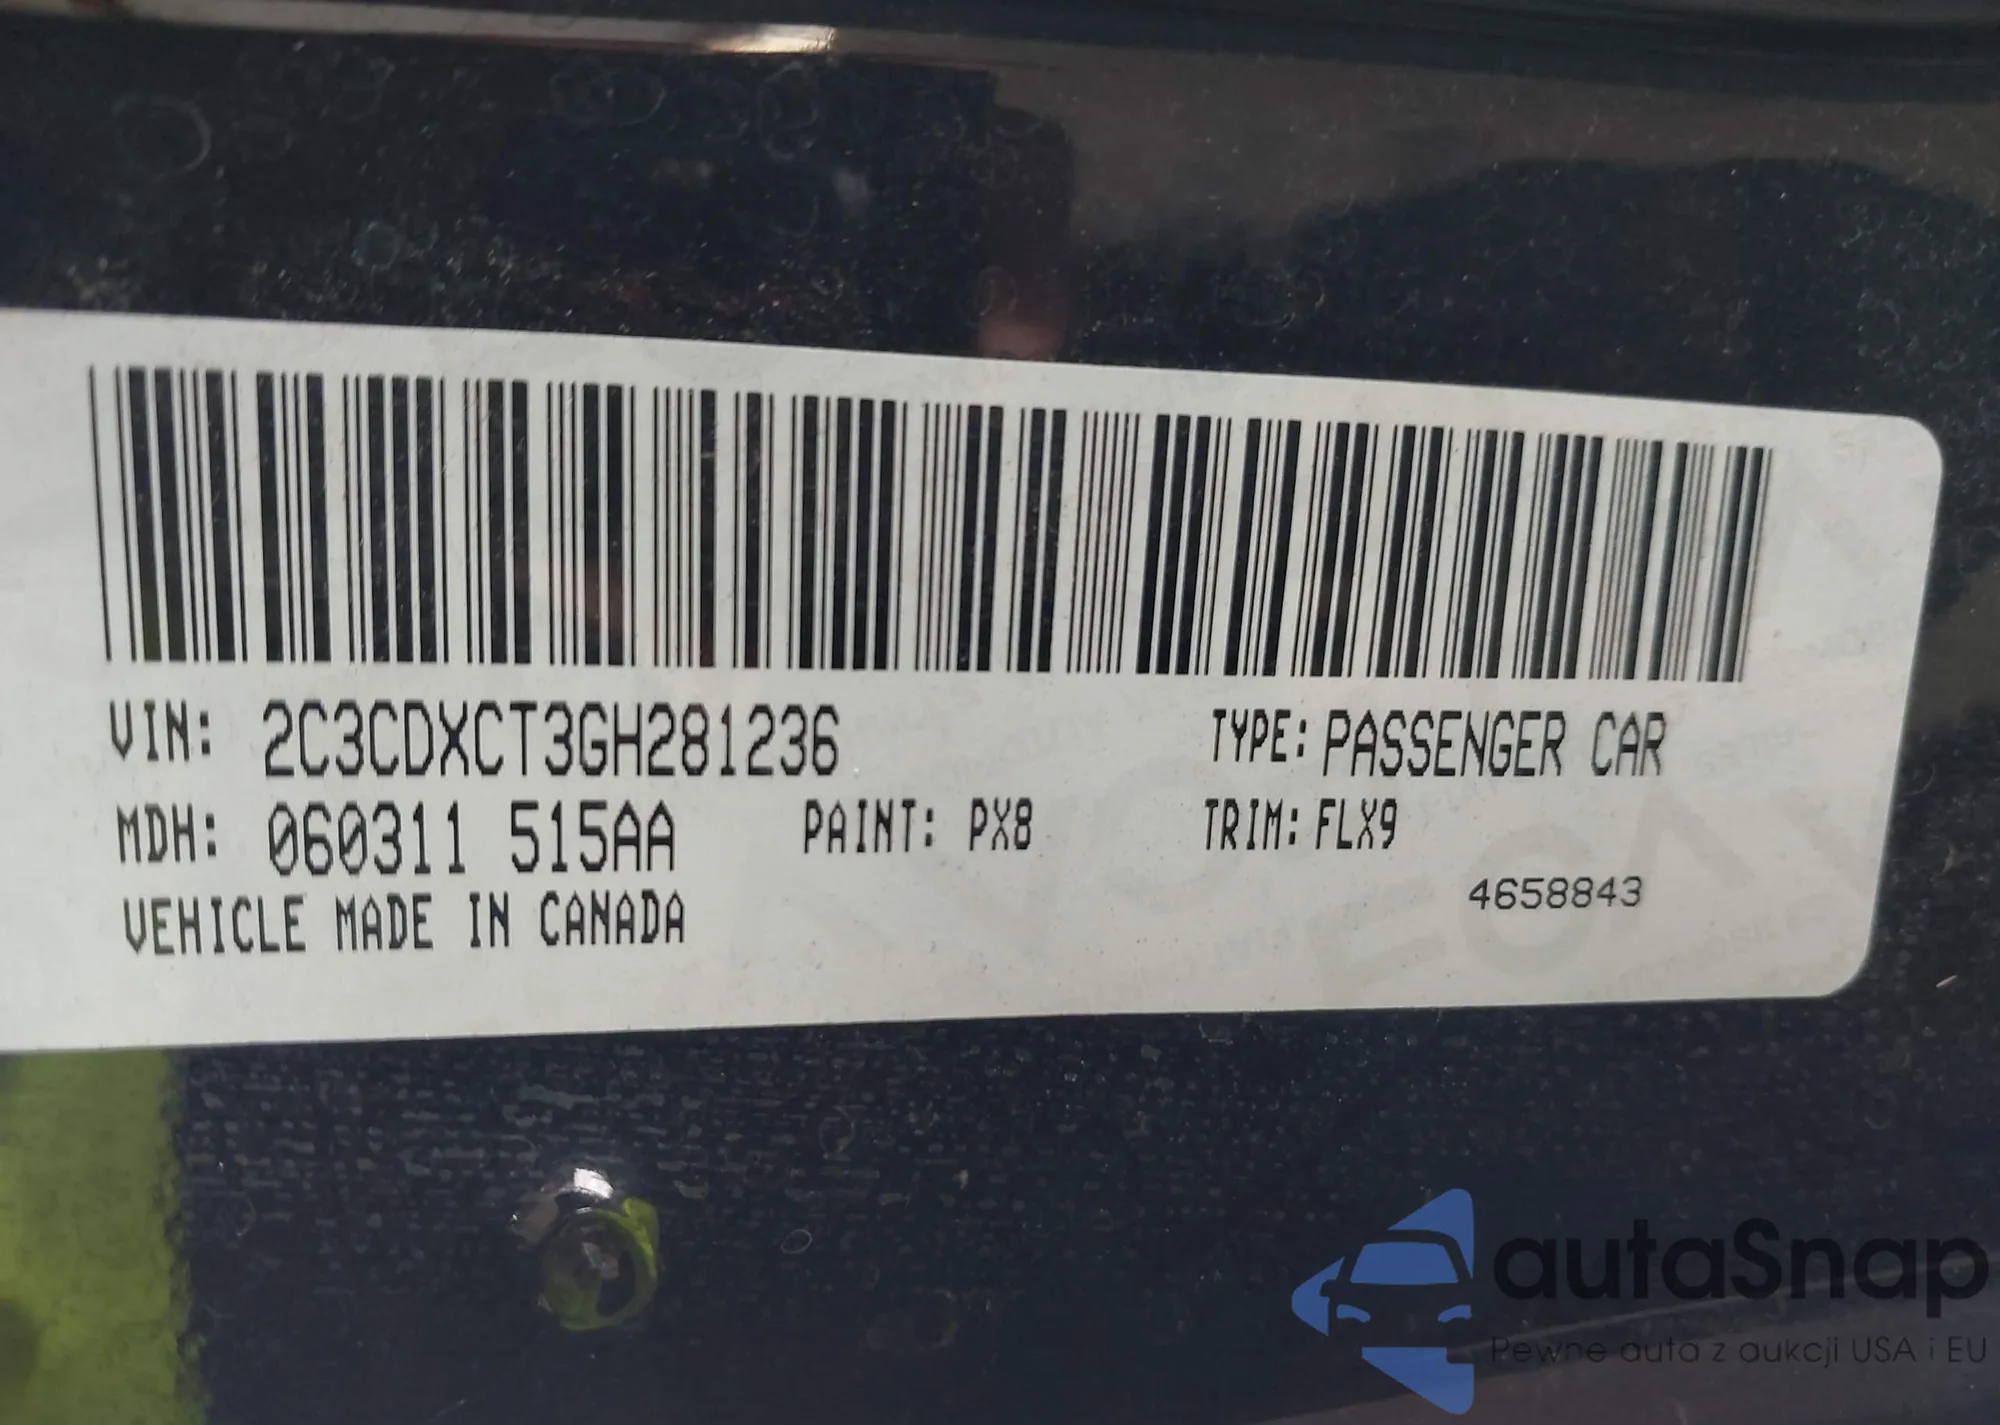 VIN: 2C3CDXCT3GH281236 TYPE: PASSENGER CAR
MDH: 060311 515AA PAINT: PX8 TRIM: FLX9
4658843
VEHICLE MADE IN CANADA
autaSnap
Pewne auta z aukcji USA i EU